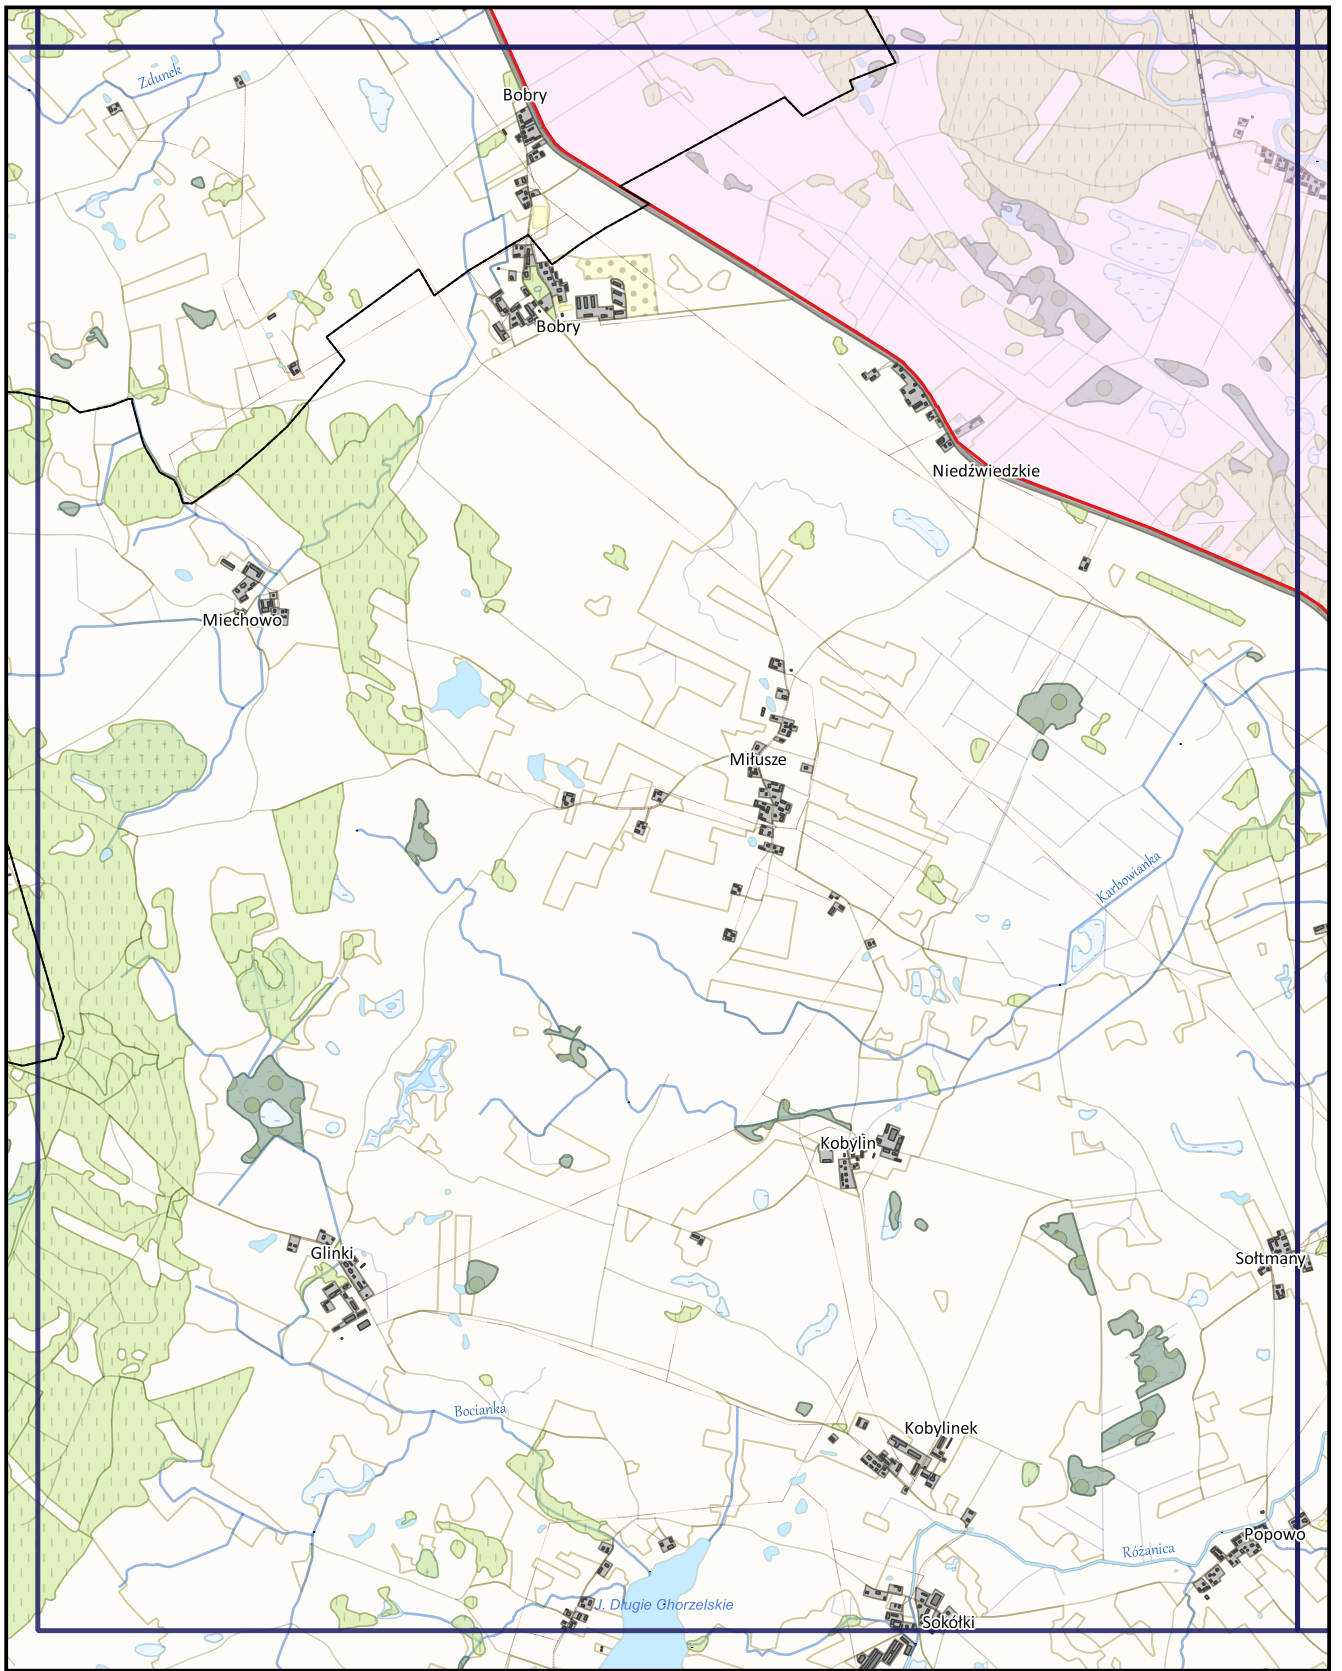 Zdunek
Bobry
Bobry
Niedźwiedzkie
Miechowo
Miłusze
Karbowianka
Kobylin
Glinki
Sołtmany
Bocianka
Kobylinek
Popowo
Różanica
J. Długie Ghorzelskie
Sokółki